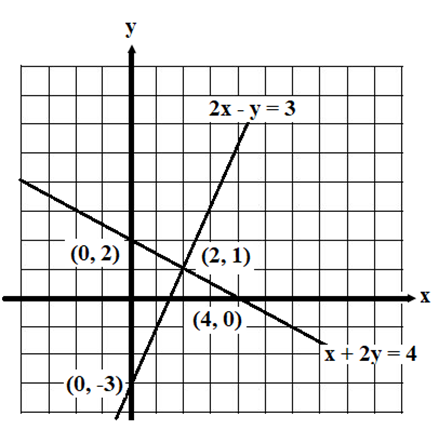 y
2x - y = 3
(0, 2)
(2, 1)
x
(4, 0)
x + 2y = 4
(0, -3)